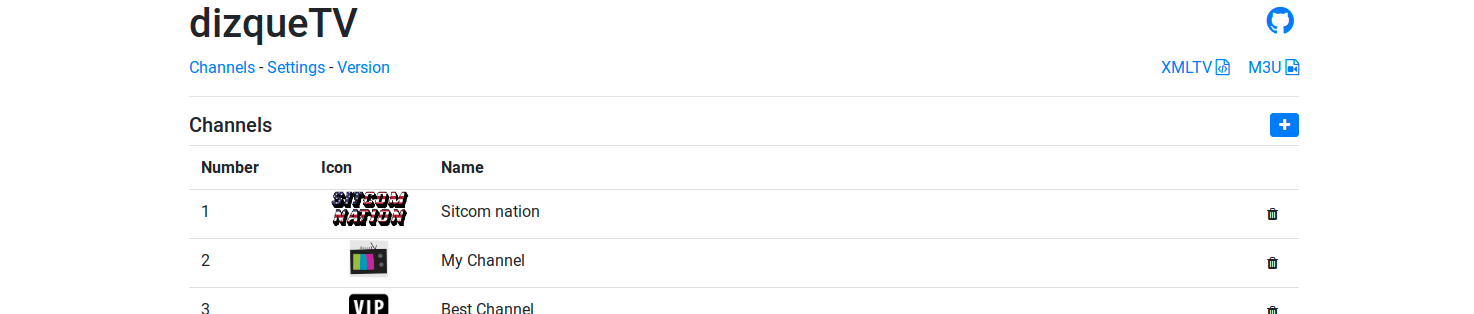 dizqueTV
Channels - Settings - Version
XMLTV M3U
Channels
Number Icon Name
1 SITCOM NATION Sitcom nation
2 My Channel
3 VIP Best Channel